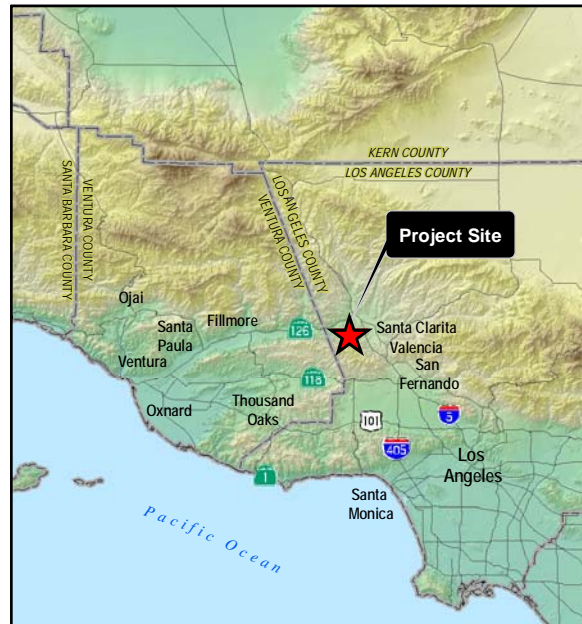 KERN COUNTY
LOS ANGELES COUNTY
SANTA BARBARA COUNTY
VENTURA COUNTY
LOS ANGELES COUNTY
VENTURA COUNTY
Project Site
Ojai
Santa
Paula
Fillmore
126
Santa Clarita
Valencia
San
Fernando
Ventura
118
Oxnard
Thousand
Oaks
101
5
405
Los
Angeles
1
Santa
Monica
Pacific Ocean